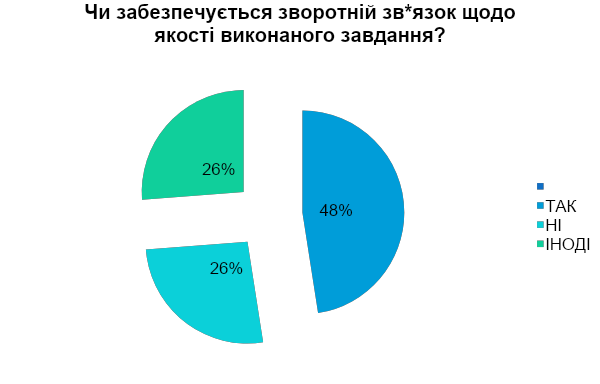 Чи забезпечується зворотній зв*язок щодо
якості виконаного завдання?
26%
48%
26%
ТАК
НІ
ІНОДІ